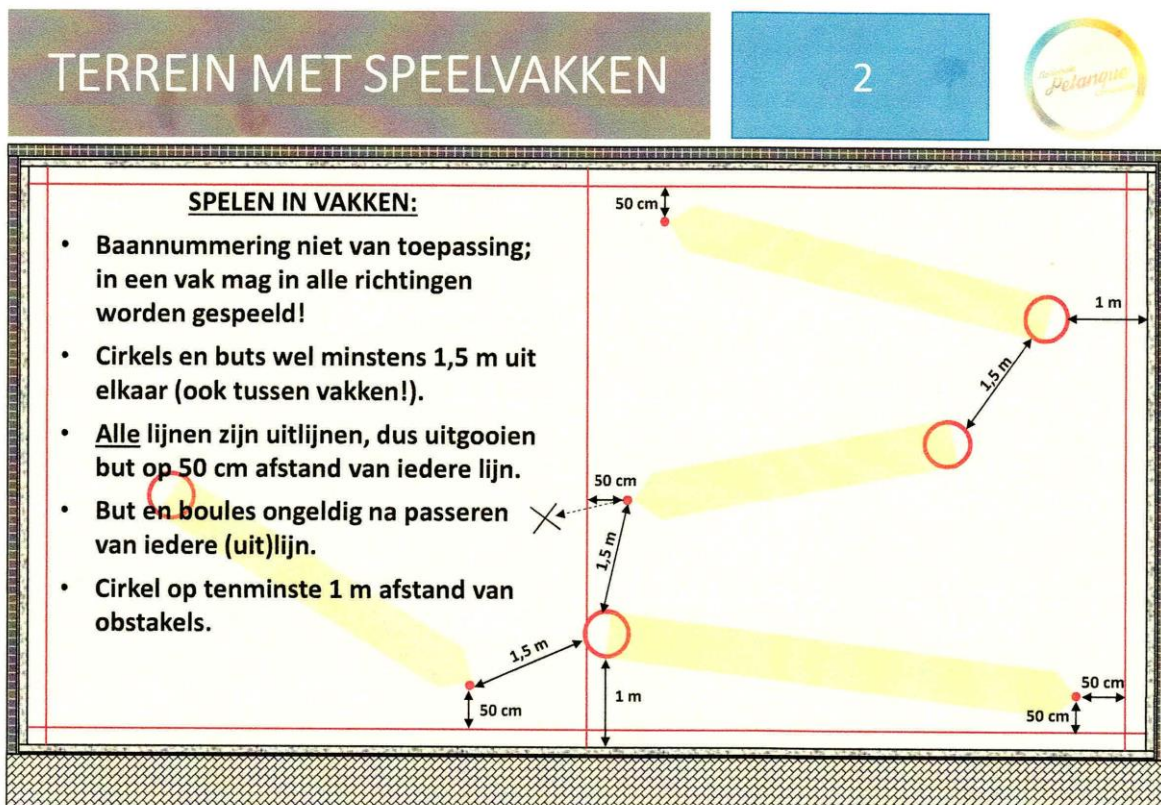 TERREIN MET SPEELVAKKEN
2
Petanque
SPELEN IN VAKKEN:
• Baannummering niet van toepassing;
in een vak mag in alle richtingen
worden gespeeld!
• Cirkels en buts wel minstens 1,5 m uit
elkaar (ook tussen vakken!).
• Alle lijnen zijn uitlijnen, dus uitgooien
but op 50 cm afstand van iedere lijn.
• But en boules ongeldig na passeren
van iedere (uit)lijn.
• Cirkel op tenminste 1 m afstand van
obstakels.
50 cm
1 m
1,5 m
50 cm
1,5 m
1,5 m
50 cm
1 m
50 cm
50 cm